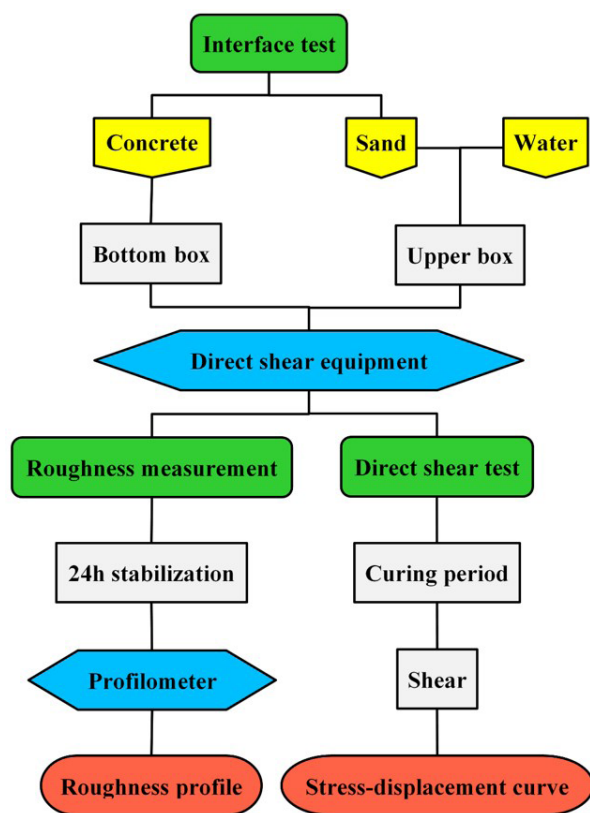 Interface test
Concrete
Sand
Water
Bottom box
Upper box
Direct shear equipment
Roughness measurement
Direct shear test
24h stabilization
Curing period
Profilometer
Shear
Roughness profile
Stress-displacement curve